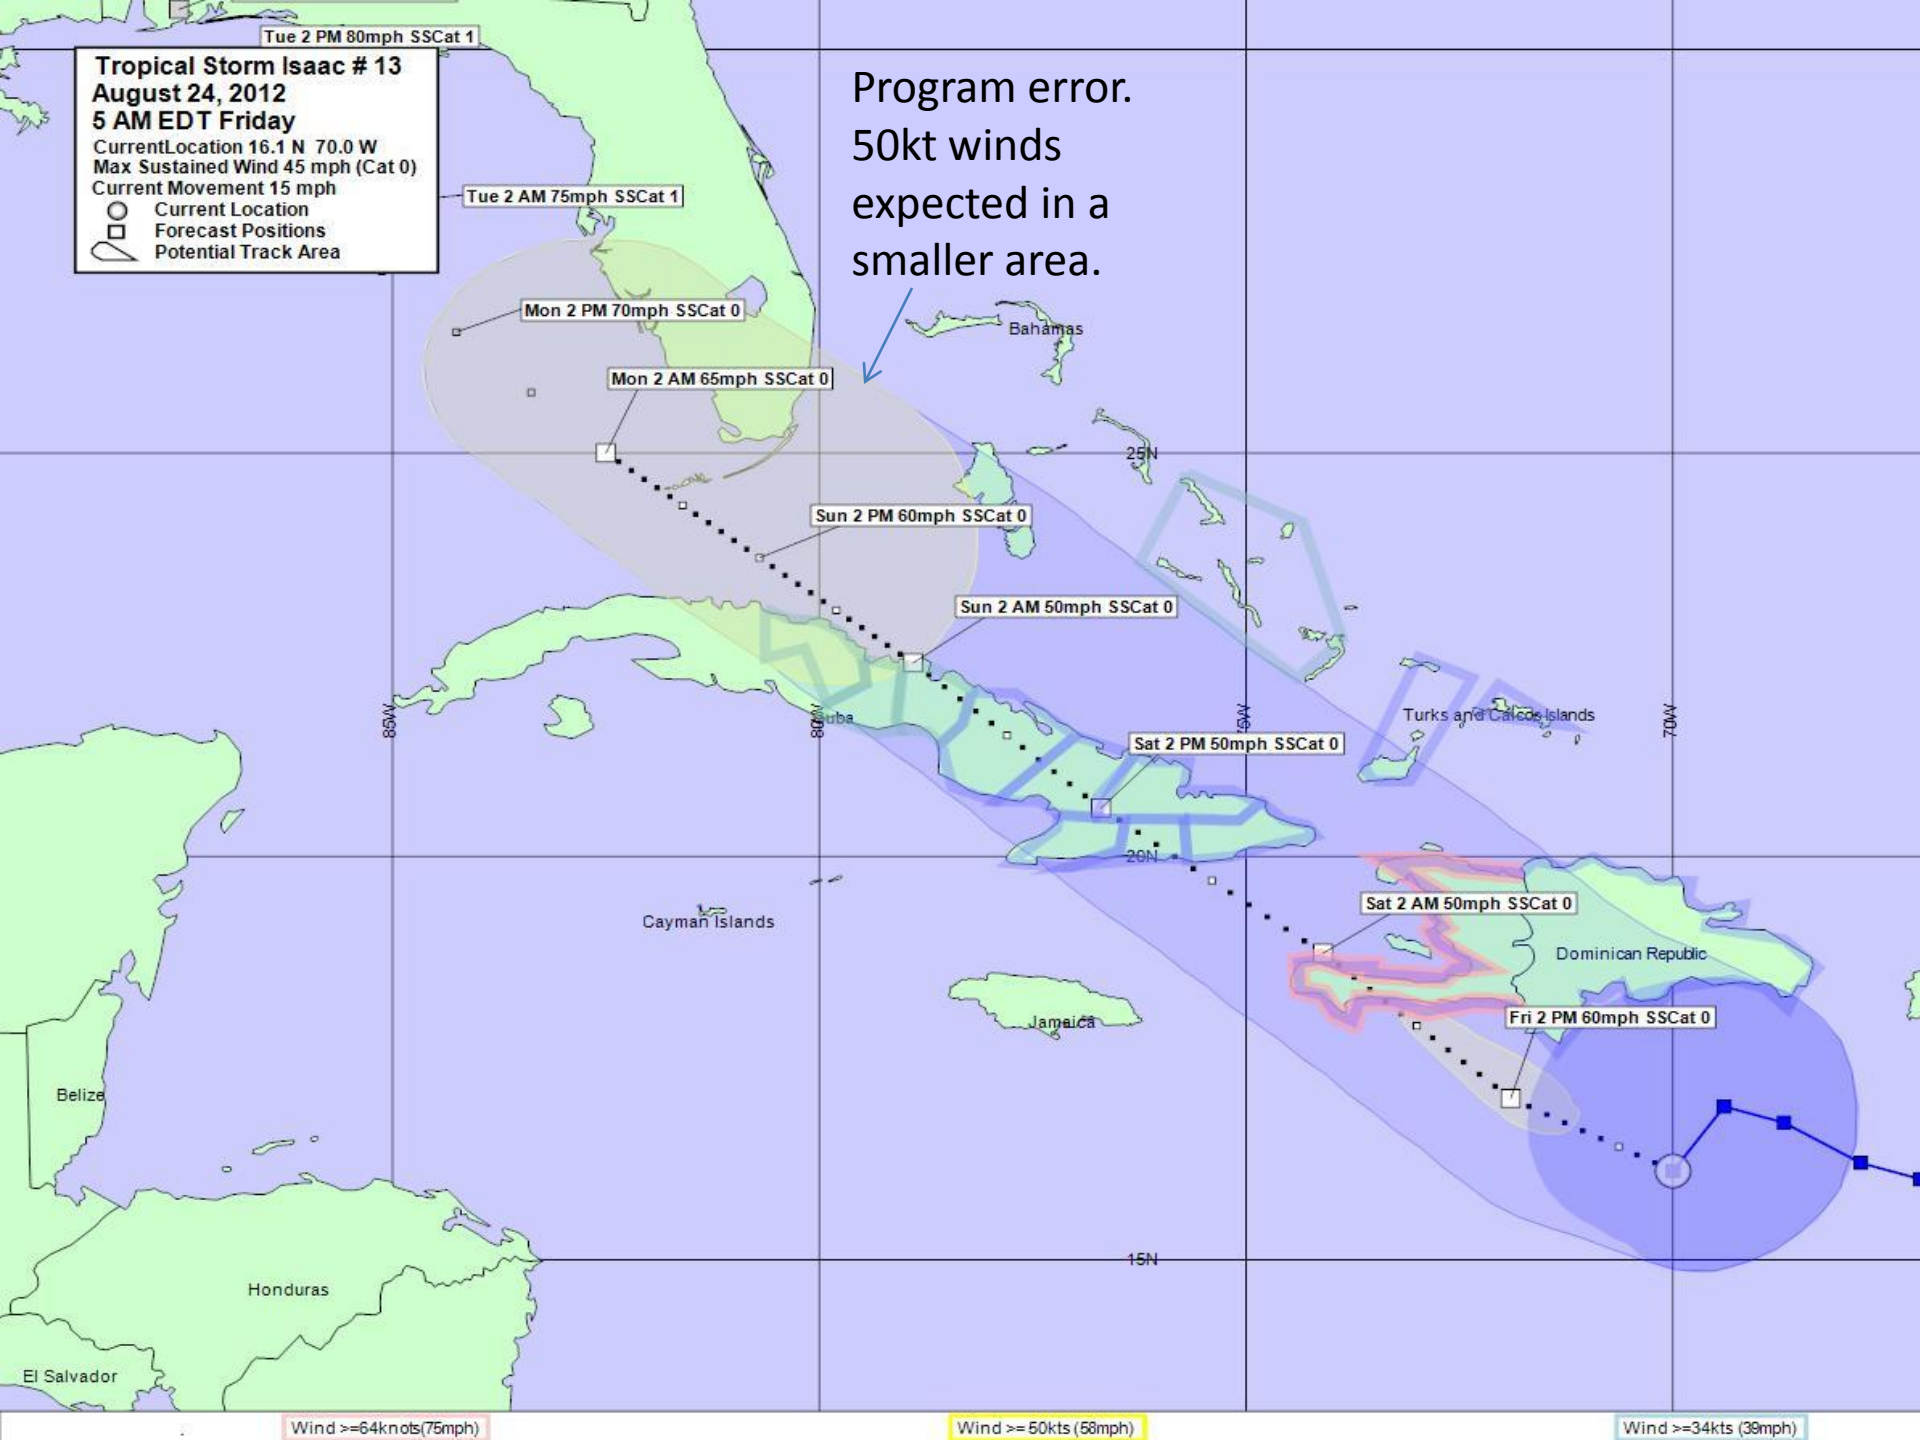 Tue 2 PM 80mph SSCat 1
Tropical Storm Isaac # 13
August 24, 2012
5 AM EDT Friday
CurrentLocation 16.1 N 70.0 W
Max Sustained Wind 45 mph (Cat 0)
Current Movement 15 mph
Current Location
Forecast Positions
Potential Track Area
Program error.
50kt winds
expected in a
smaller area.
Tue 2 AM 75mph SSCat 1
Mon 2 PM 70mph SSCat 0
Bahamas
Mon 2 AM 65mph SSCat 0
25N
Sun 2 PM 60mph SSCat 0
Sun 2 AM 50mph SSCat 0
85W
80W
Cuba
75W
Turks and Caicos Islands
70W
Sat 2 PM 50mph SSCat 0
20N
Sat 2 AM 50mph SSCat 0
Cayman Islands
Dominican Republic
Jamaica
Fri 2 PM 60mph SSCat 0
Belize
15N
Honduras
El Salvador
Wind >=64knots(75mph)
Wind >= 50kts (58mph)
Wind >=34kts (39mph)